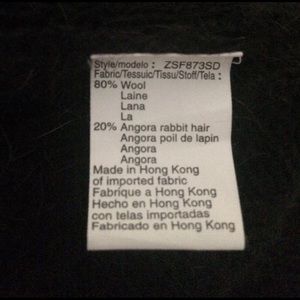 Style/modelo : ZSF873SD
Fabric/Tessuic/Tissu/Stoff/Tela :
80% Wool
Laine
Lana
La
20% Angora rabbit hair
Angora poil de lapin
Angora
Angora
Made in Hong Kong
of imported fabric
Fabrique a Hong Kong
Hecho en Hong Kong
con telas importadas
Fabricado en Hong Kong